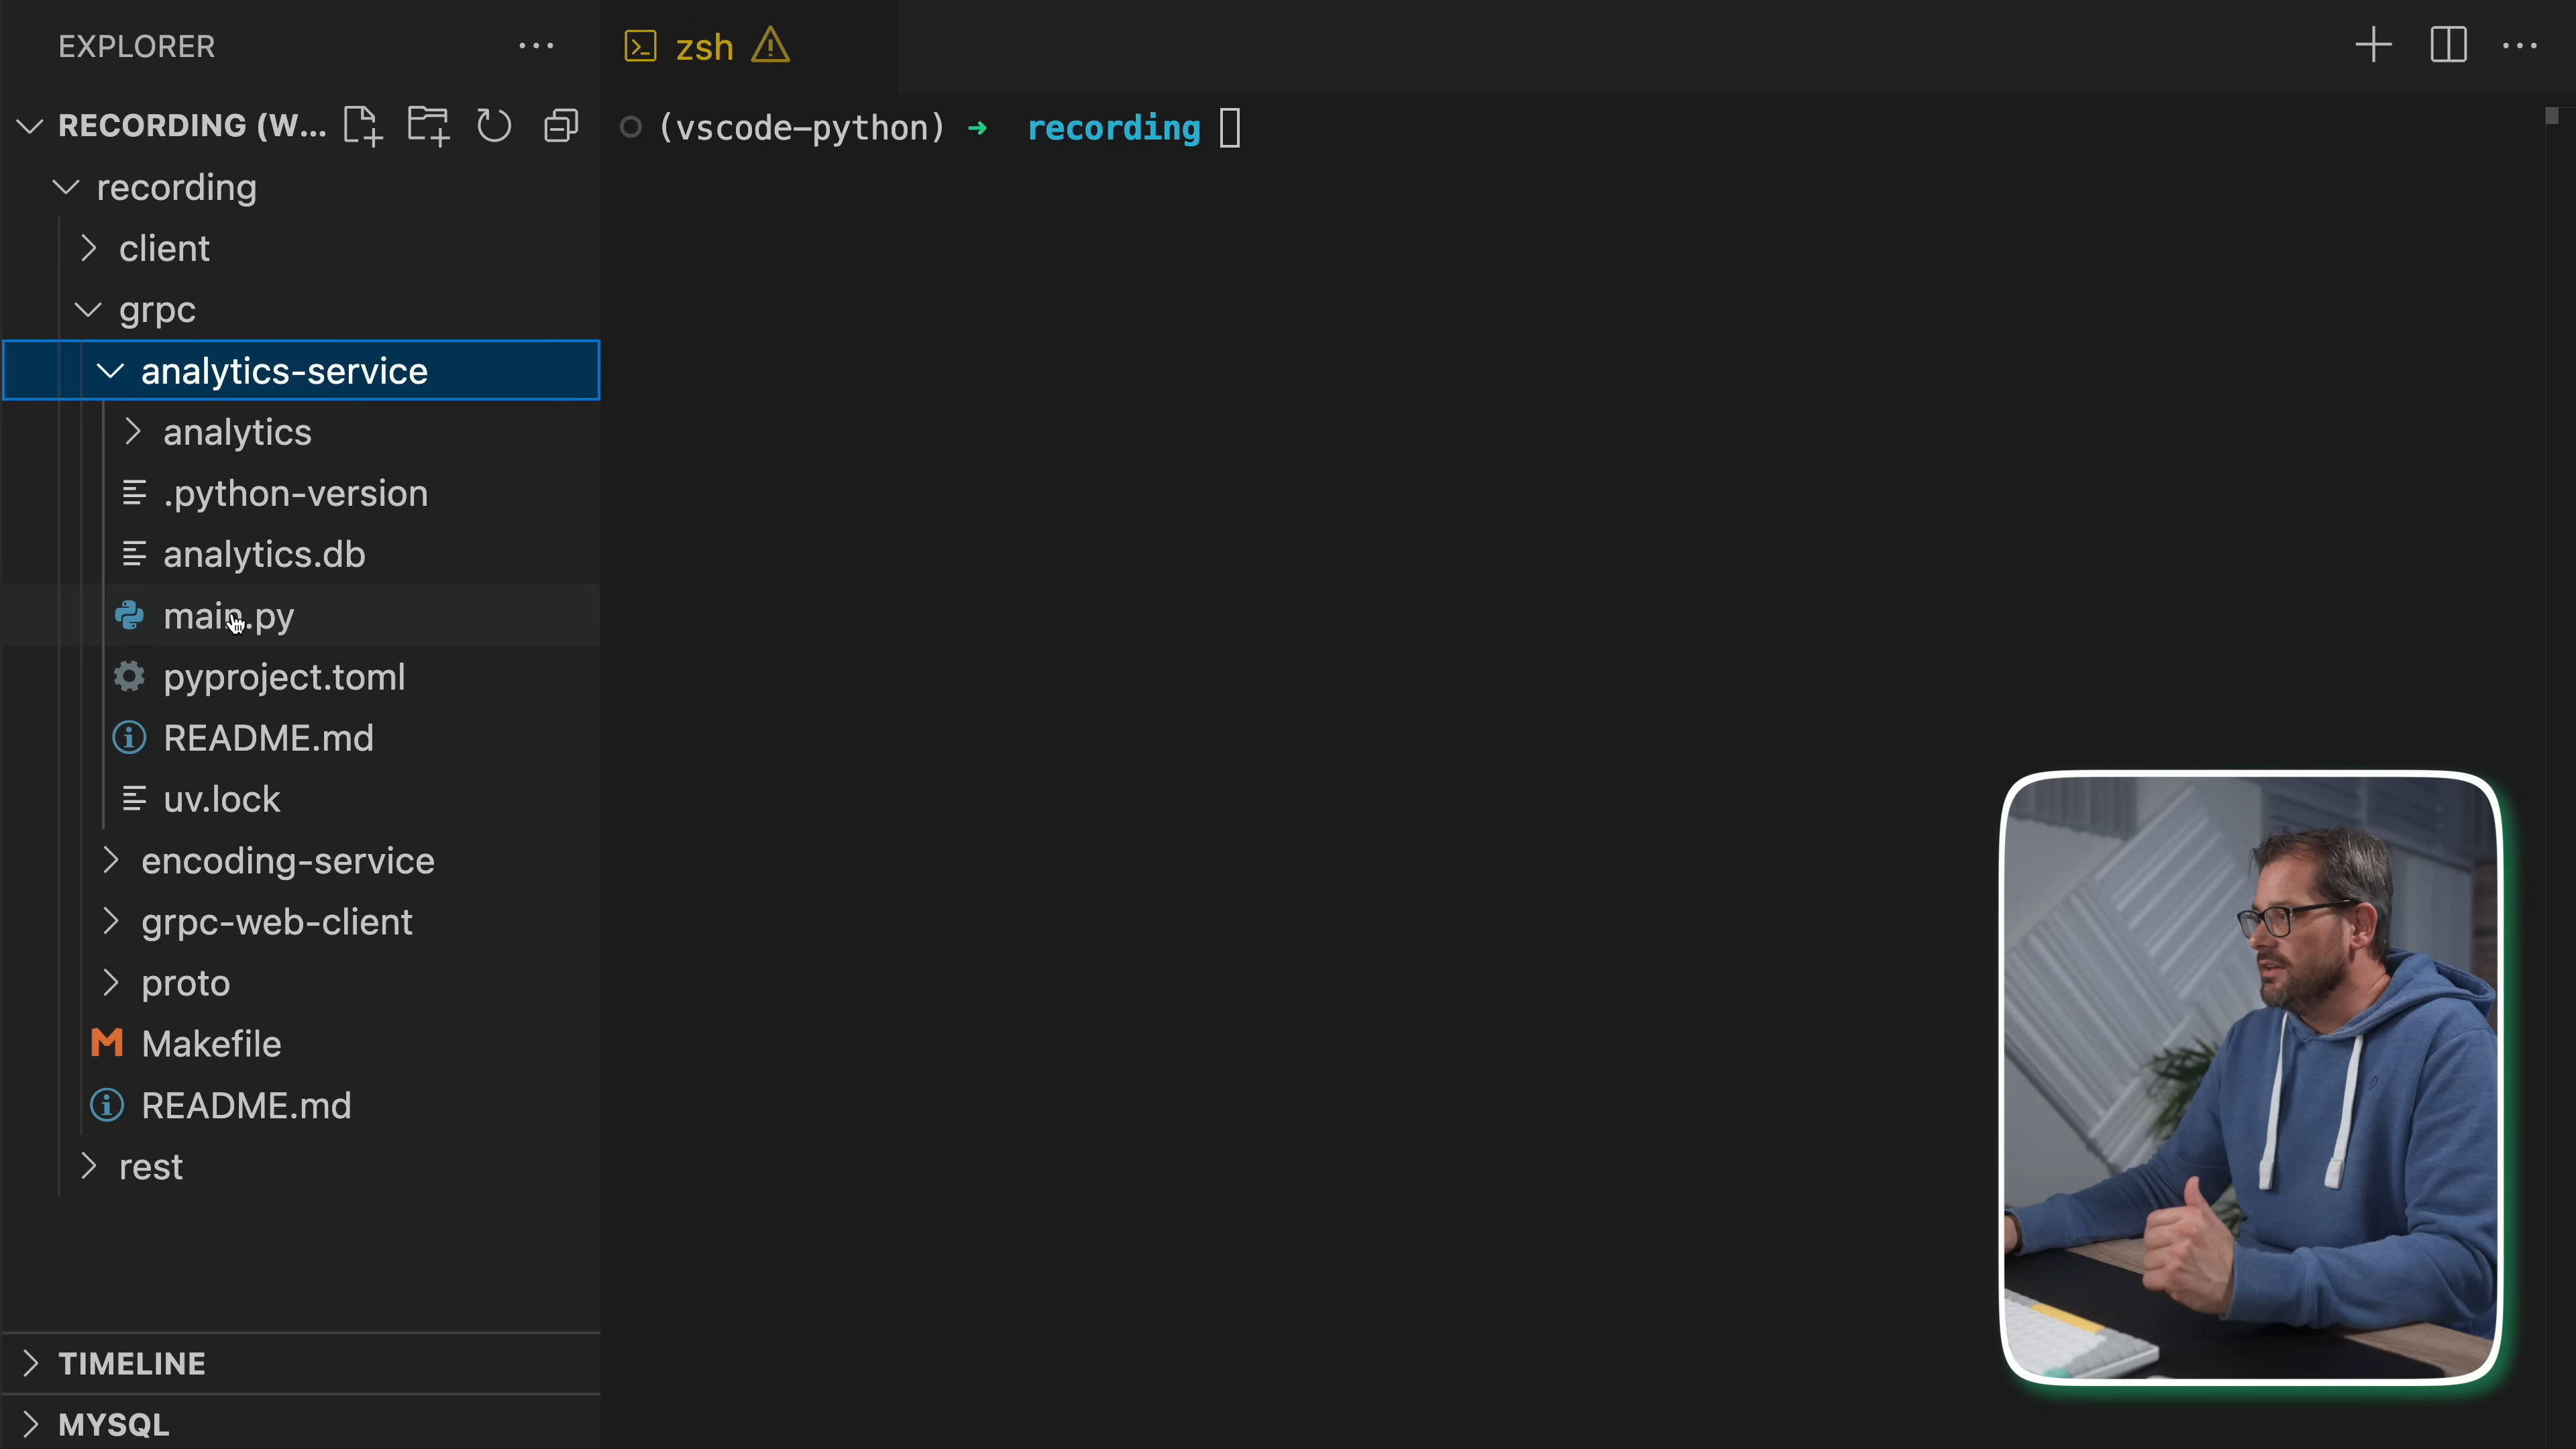 EXPLORER
zsh
RECORDING (W...
(vscode-python) ➜ recording
recording
client
grpc
analytics-service
analytics
.python-version
analytics.db
main.py
pyproject.toml
README.md
uv.lock
encoding-service
grpc-web-client
proto
M Makefile
README.md
rest
TIMELINE
MYSQL